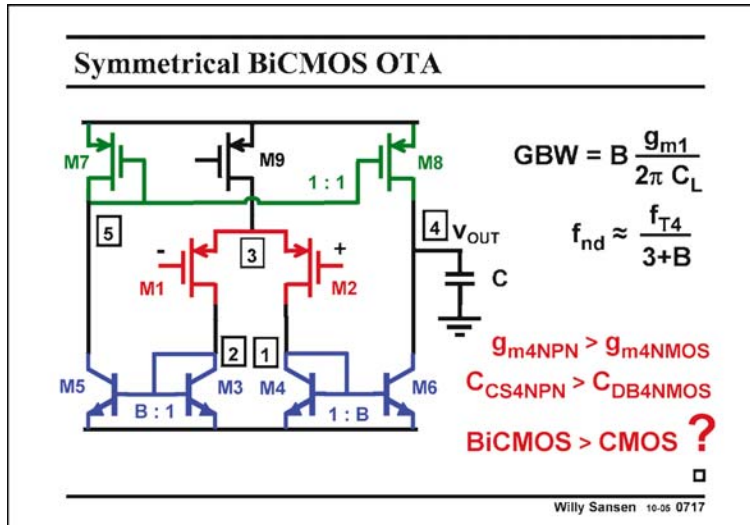 Symmetrical BiCMOS OTA
M7
M9
M8
1 : 1
5
3
4 vOUT
-
+
M1
M2
C
2
1
M5
M3
M4
M6
B : 1
1 : B
GBW = B gm1 / 2π CL
fnd ≈ fT4 / 3+B
gm4NPN > gm4NMOS
CCS4NPN > CDB4NMOS
BiCMOS > CMOS ?
Willy Sansen 10-05 0717